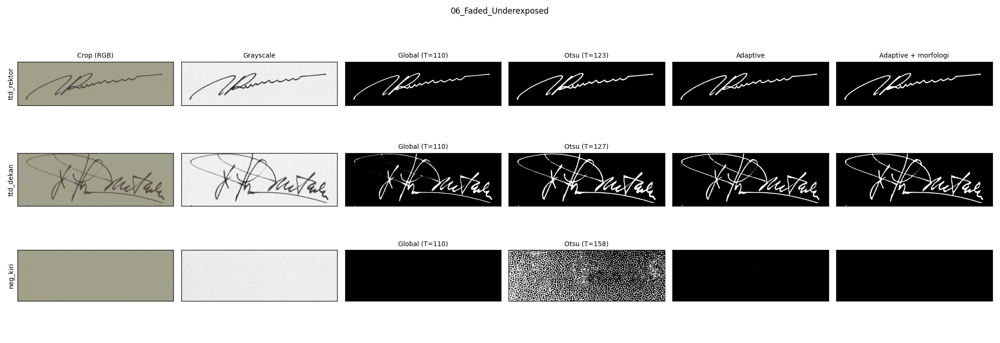 06_Faded_Underexposed
Crop (RGB) Grayscale Global (T=110) Otsu (T=123) Adaptive Adaptive + morfologi
ttd_rektor
Global (T=110) Otsu (T=127)
ttd_dekan
Global (T=110) Otsu (T=158)
neg_kiri